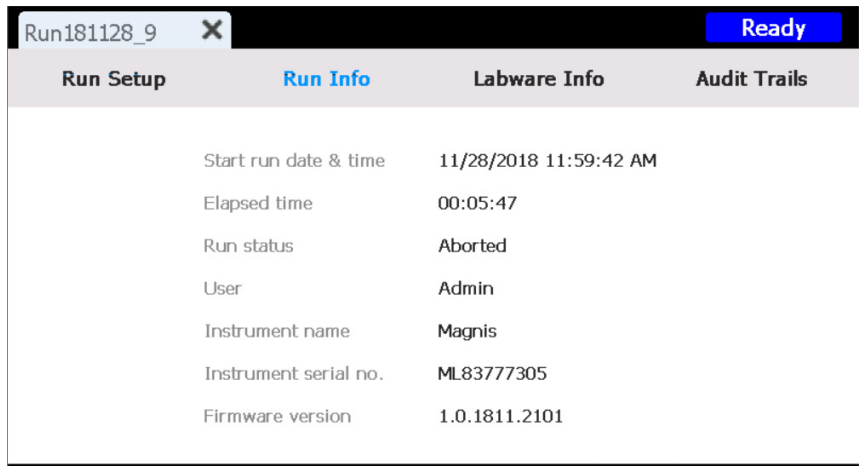 Run181128_9 Ready
Run Setup Run Info Labware Info Audit Trails
Start run date & time 11/28/2018 11:59:42 AM
Elapsed time 00:05:47
Run status Aborted
User Admin
Instrument name Magnis
Instrument serial no. ML83777305
Firmware version 1.0.1811.2101